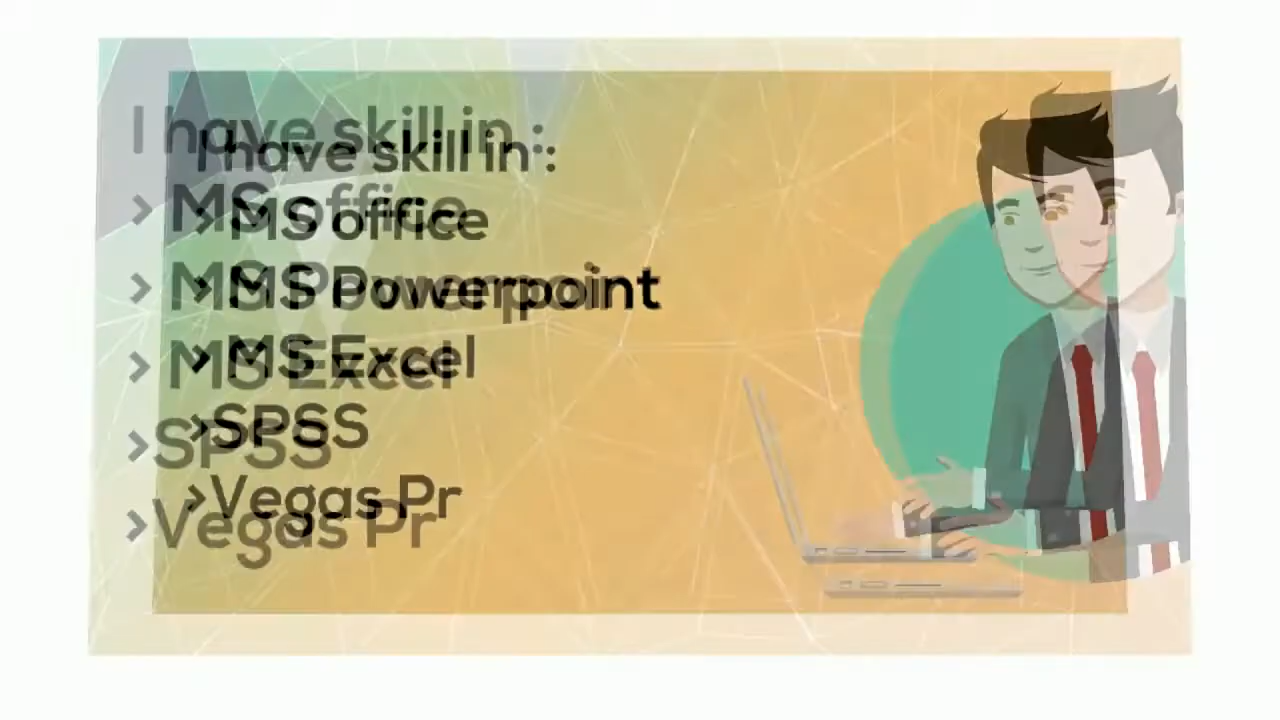 I have skill in :
> MS office
> MS Powerpoint
> MS Excel
>SPSS
>Vegas Pr